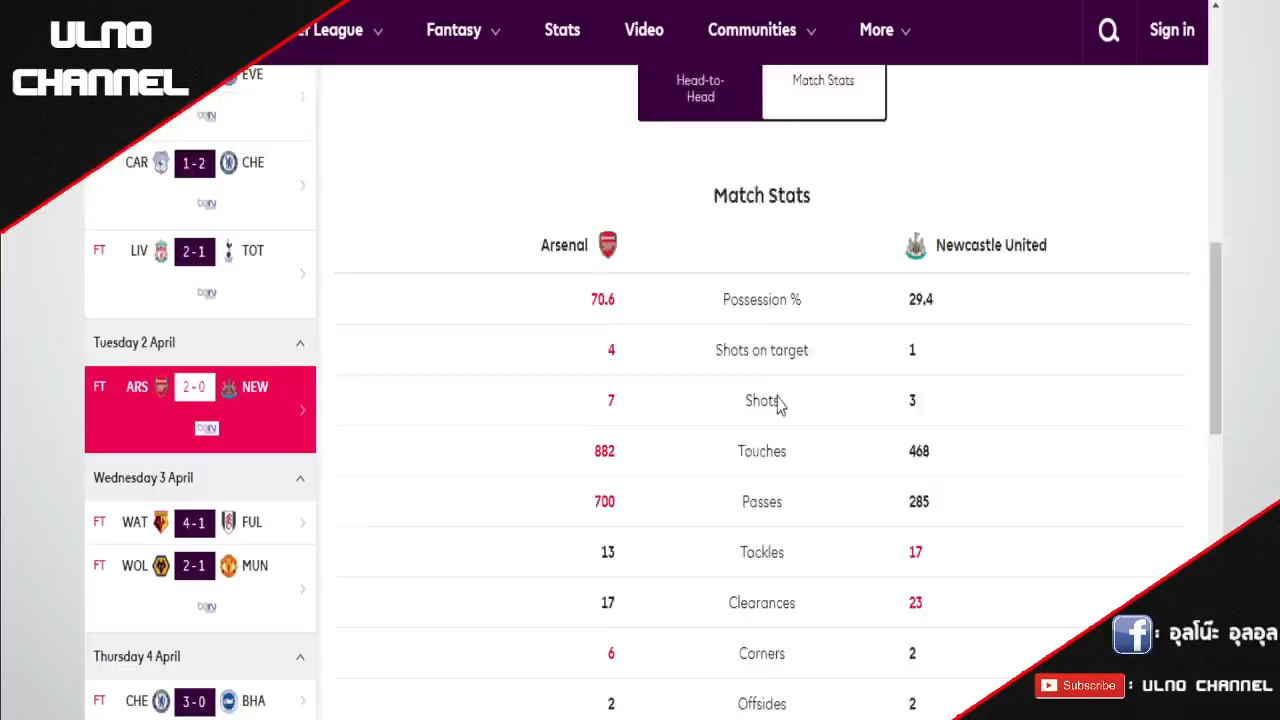 ULNO
CHANNEL
er League
Fantasy
Stats
Video
Communities
More
Sign in
EVE
beIN
CAR 1-2 CHE
beIN
FT LIV 2-1 TOT
beIN
Tuesday 2 April
FT ARS 2-0 NEW
beIN
Wednesday 3 April
FT WAT 4-1 FUL
FT WOL 2-1 MUN
beIN
Thursday 4 April
FT CHE 3-0 BHA
Head-to-
Head
Match Stats
Match Stats
Arsenal Newcastle United
70.6 Possession % 29.4
4 Shots on target 1
7 Shots 3
882 Touches 468
700 Passes 285
13 Tackles 17
17 Clearances 23
6 Corners 2
2 Offsides 2
f : อุลโน๊ะ อุลอุล
Subscribe : ULNO CHANNEL